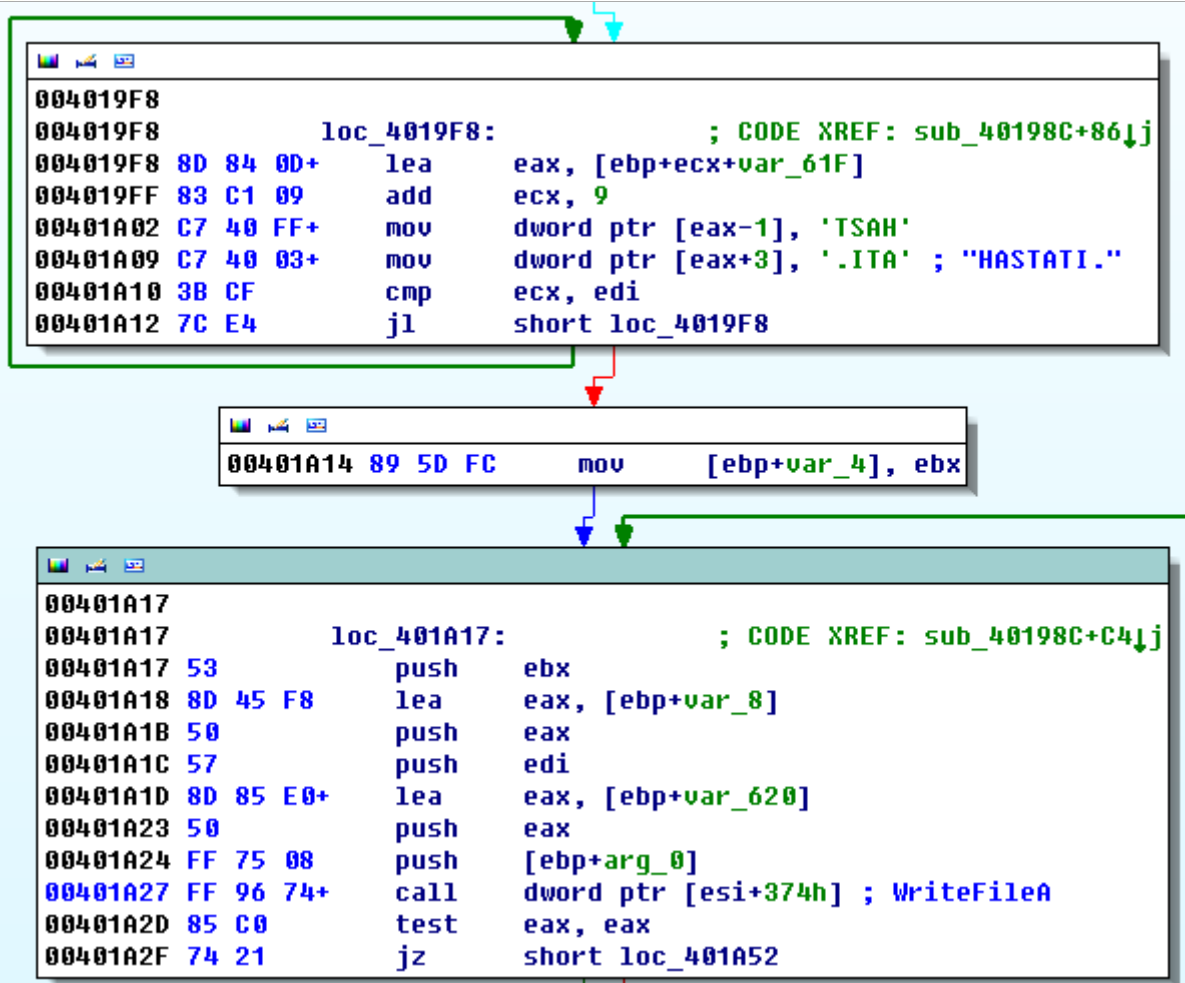 004019F8
004019F8 loc_4019F8: ; CODE XREF: sub_40198C+86↓j
004019F8 8D 84 0D+ lea eax, [ebp+ecx+var_61F]
004019FF 83 C1 09 add ecx, 9
00401A02 C7 40 FF+ mov dword ptr [eax-1], 'TSAH'
00401A09 C7 40 03+ mov dword ptr [eax+3], '.ITA' ; "HASTATI."
00401A10 3B CF cmp ecx, edi
00401A12 7C E4 jl short loc_4019F8
00401A14 89 5D FC mov [ebp+var_4], ebx
00401A17
00401A17 loc_401A17: ; CODE XREF: sub_40198C+C4↓j
00401A17 53 push ebx
00401A18 8D 45 F8 lea eax, [ebp+var_8]
00401A1B 50 push eax
00401A1C 57 push edi
00401A1D 8D 85 E0+ lea eax, [ebp+var_620]
00401A23 50 push eax
00401A24 FF 75 08 push [ebp+arg_0]
00401A27 FF 96 74+ call dword ptr [esi+374h] ; WriteFileA
00401A2D 85 C0 test eax, eax
00401A2F 74 21 jz short loc_401A52